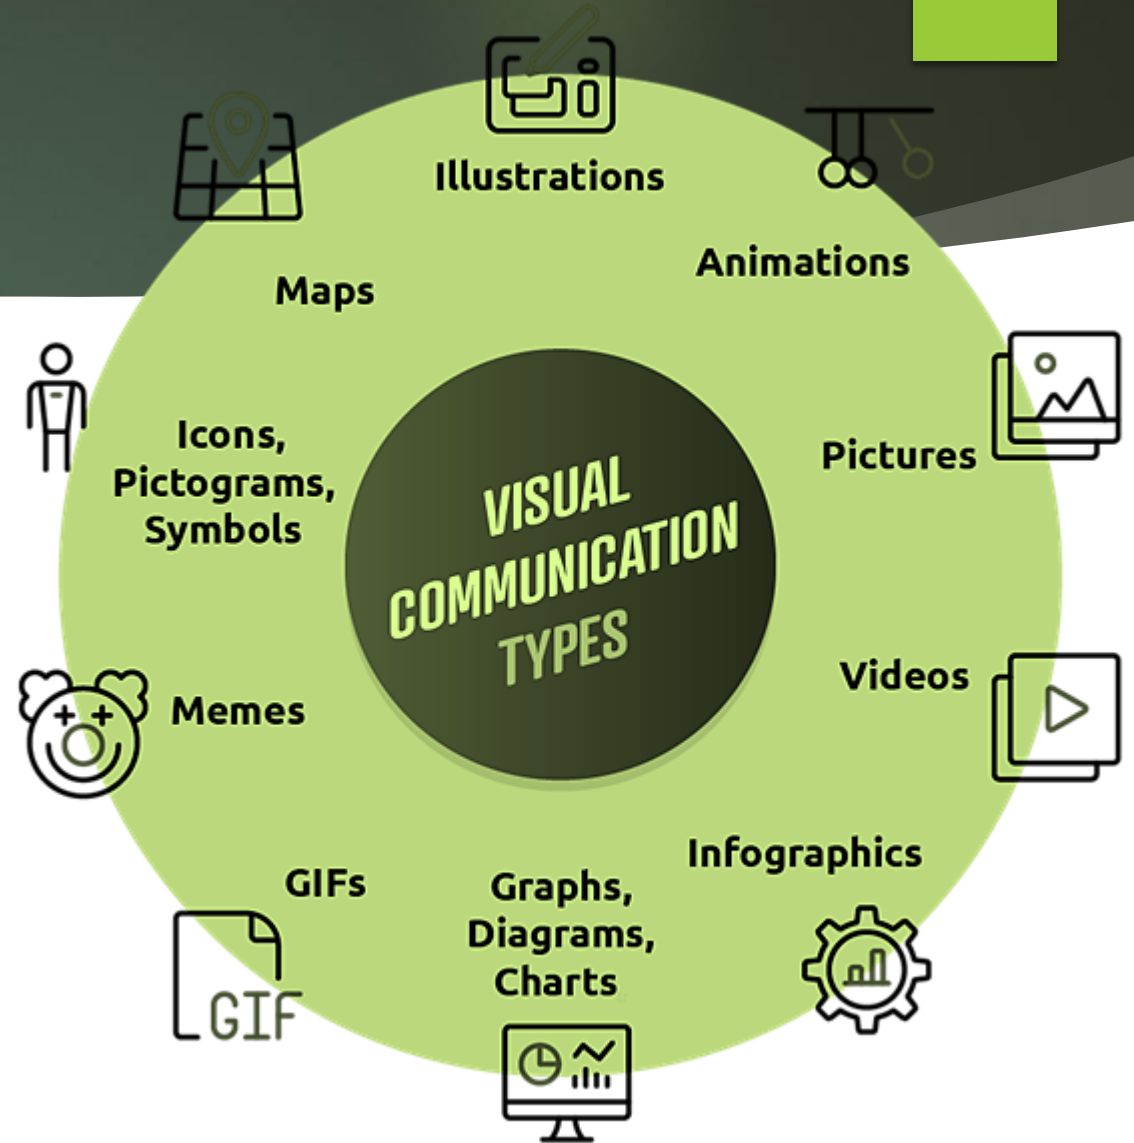 Illustrations
Animations
Maps
Pictures
Icons,
Pictograms,
Symbols
VISUAL
COMMUNICATION
TYPES
Videos
Memes
Infographics
GIFs
Graphs,
Diagrams,
Charts
GIF